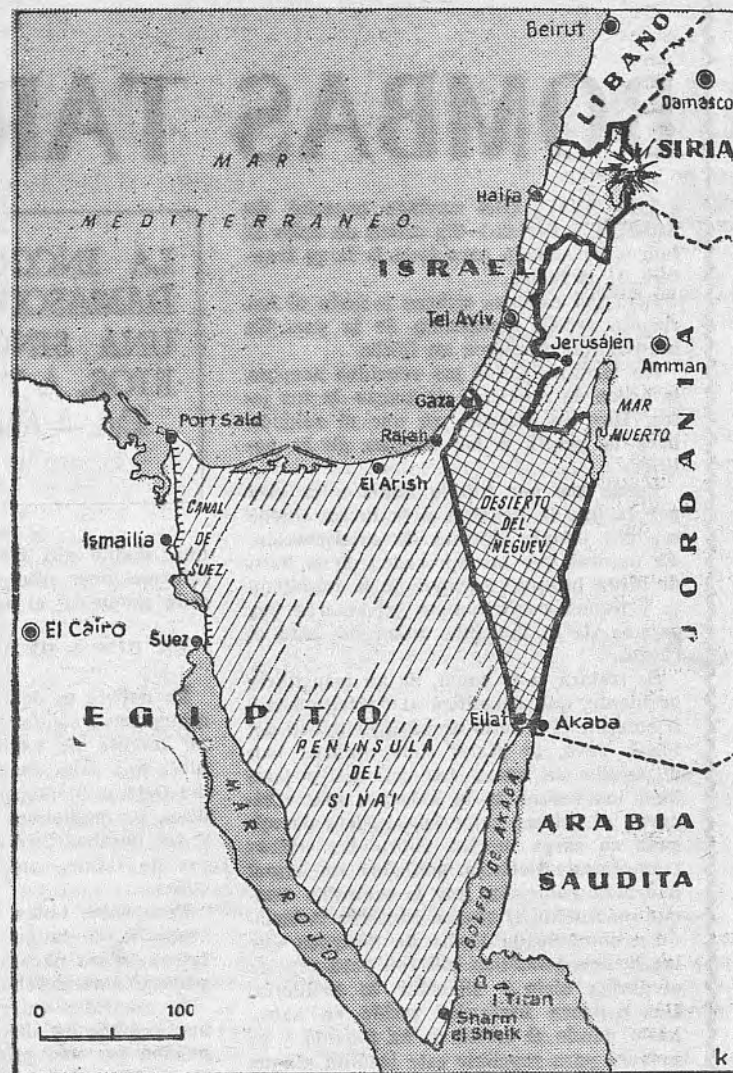 Beirut
LIBANO
Damasco
SIRIA
MAR
MEDITERRANEO
Haifa
ISRAEL
Tel Aviv
Jerusalén
Amman
JORDANIA
Gaza
MAR
MUERTO
Port Said
Rafah
El Arish
CANAL
DE
SUEZ
DESIERTO
DEL
NEGUEV
Ismailía
El Cairo
Suez
EGIPTO
Eilat
Akaba
PENINSULA
DEL
SINAI
MAR ROJO
GOLFO DE AKABA
ARABIA
SAUDITA
I Tiran
Sharm
el Sheik
0 100
k